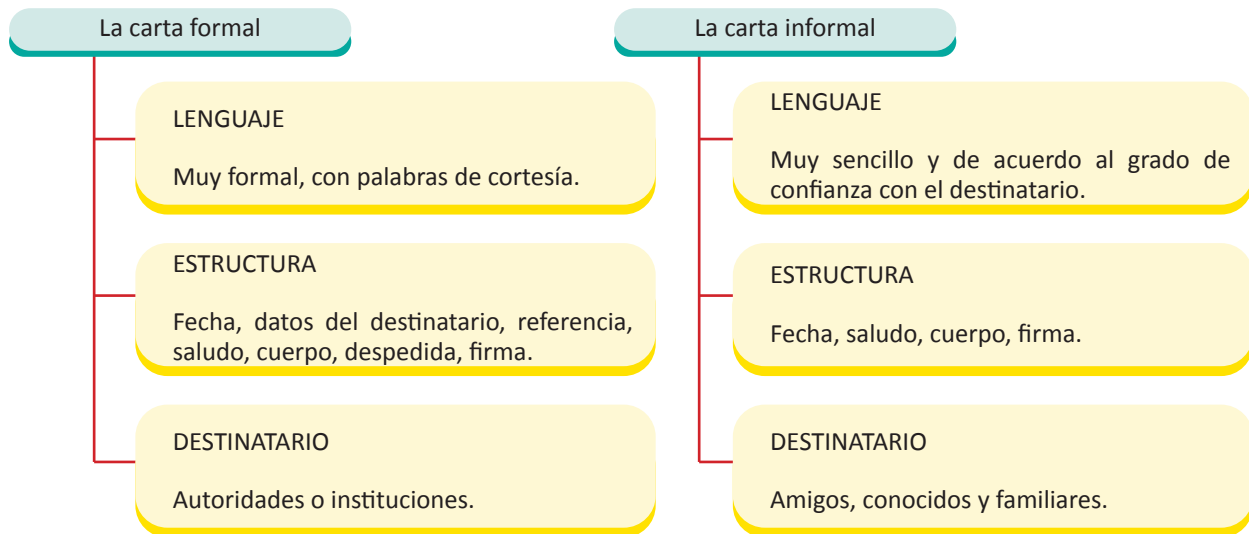 La carta formal
LENGUAJE
Muy formal, con palabras de cortesía.
ESTRUCTURA
Fecha, datos del destinatario, referencia,
saludo, cuerpo, despedida, firma.
DESTINATARIO
Autoridades o instituciones.
La carta informal
LENGUAJE
Muy sencillo y de acuerdo al grado de
confianza con el destinatario.
ESTRUCTURA
Fecha, saludo, cuerpo, firma.
DESTINATARIO
Amigos, conocidos y familiares.